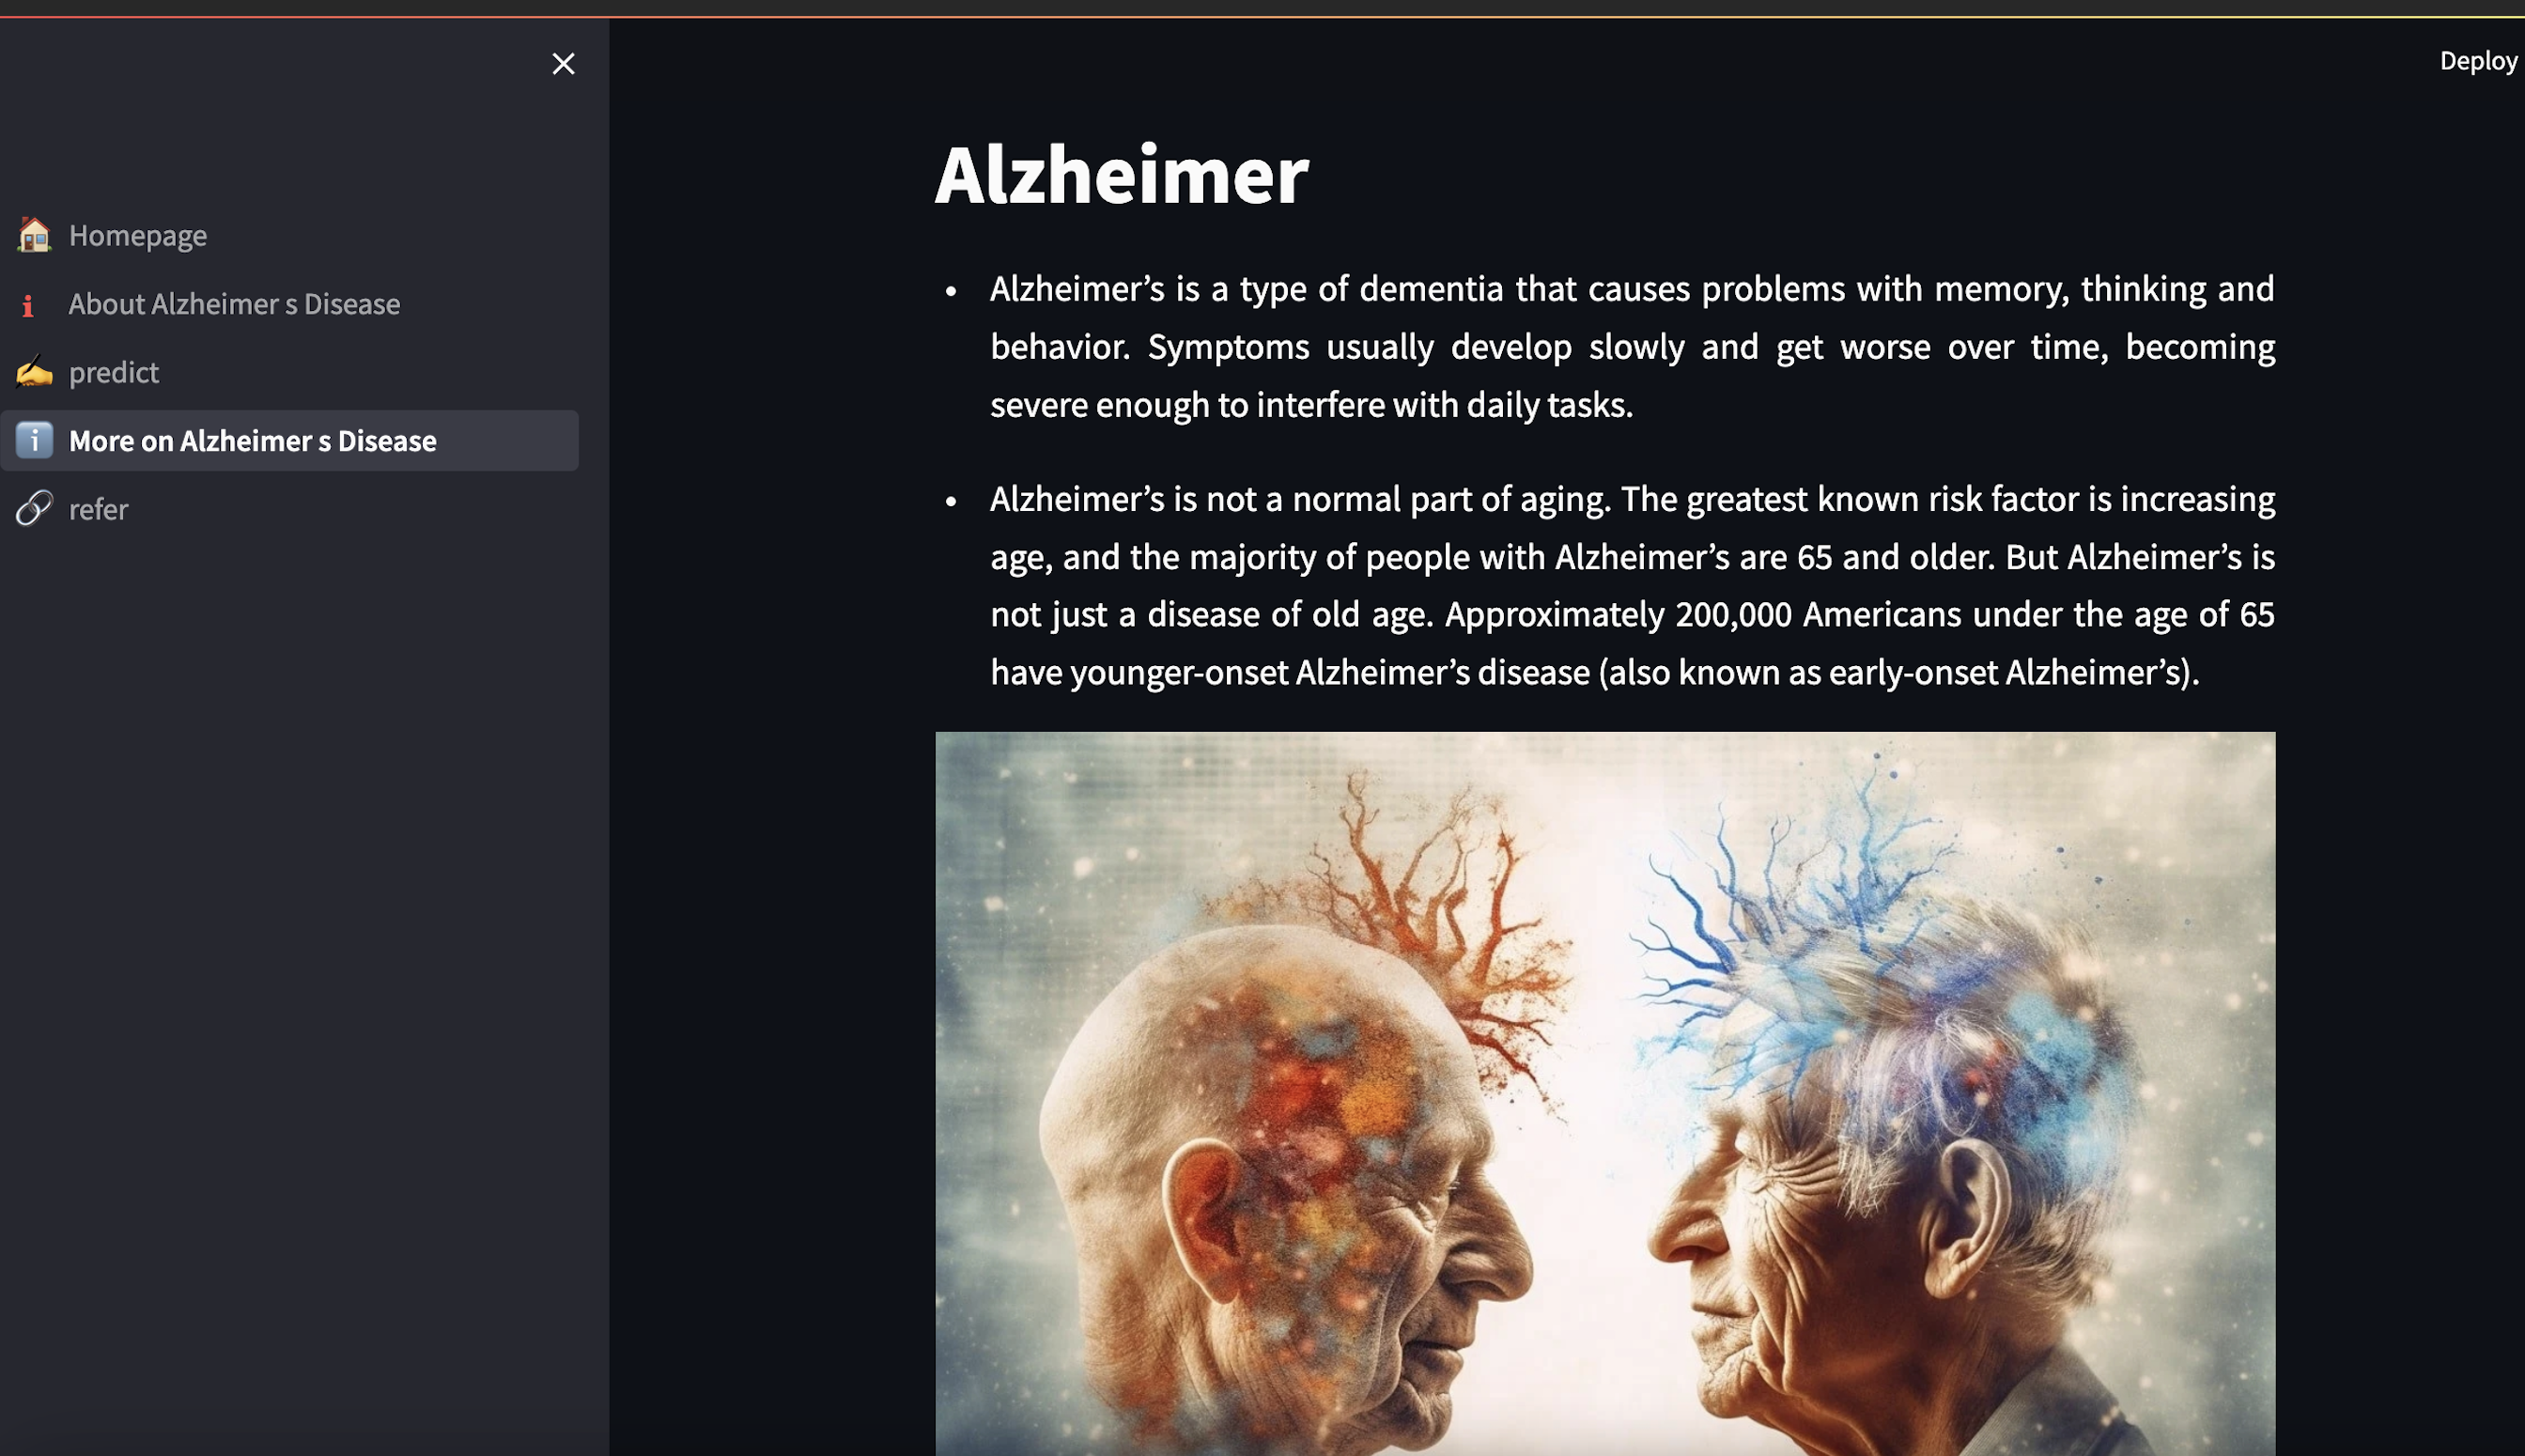 Deploy
Homepage
About Alzheimer s Disease
predict
More on Alzheimer s Disease
refer
Alzheimer
• Alzheimer’s is a type of dementia that causes problems with memory, thinking and
behavior. Symptoms usually develop slowly and get worse over time, becoming
severe enough to interfere with daily tasks.
• Alzheimer’s is not a normal part of aging. The greatest known risk factor is increasing
age, and the majority of people with Alzheimer’s are 65 and older. But Alzheimer’s is
not just a disease of old age. Approximately 200,000 Americans under the age of 65
have younger-onset Alzheimer’s disease (also known as early-onset Alzheimer’s).